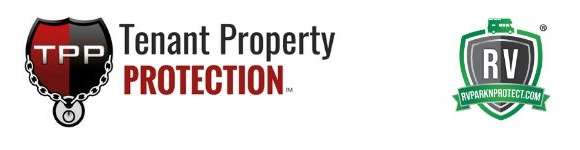 TPP
Tenant Property
PROTECTION™
®
RV
RVPARKNPROTECT.COM